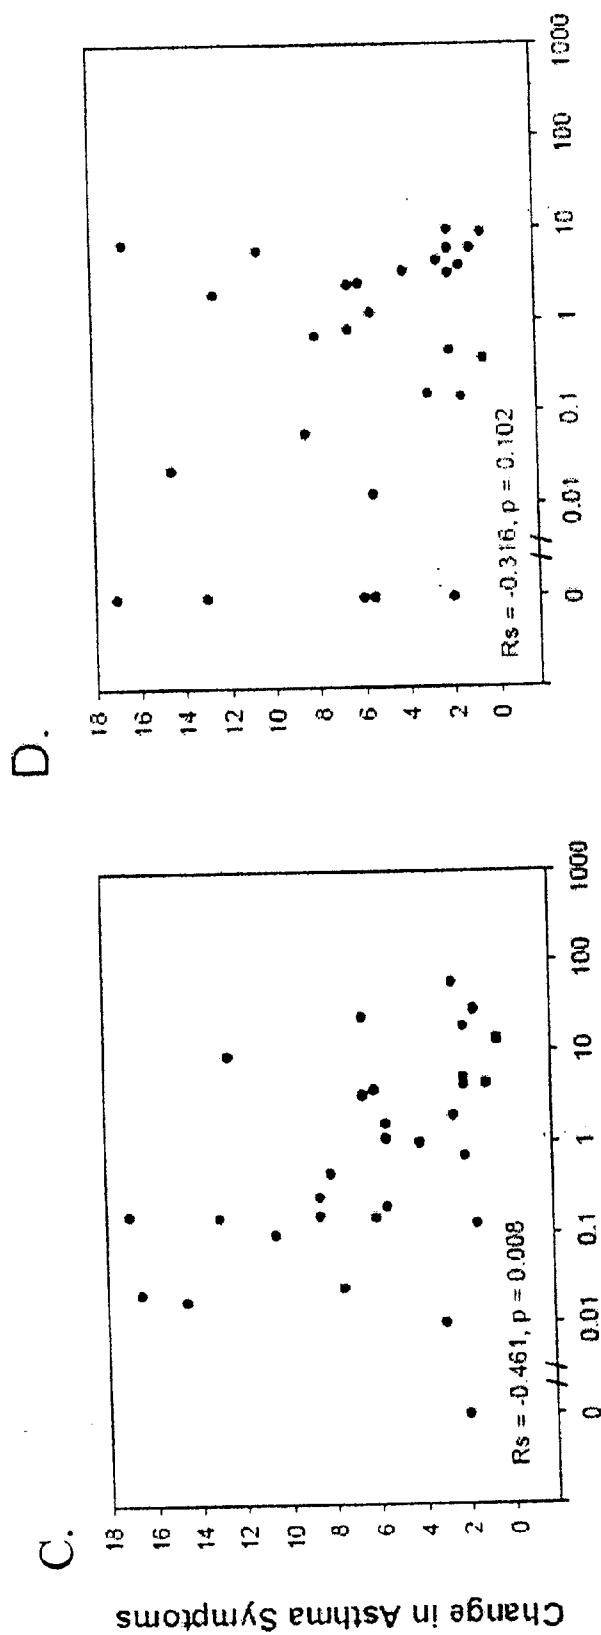 C.
Change in Asthma Symptoms
18
16
14
12
10
8
6
4
2
0
Rs = -0.461, p = 0.008
0 0.01 0.1 1 10 100 1000
D.
18
16
14
12
10
8
6
4
2
0
Rs = -0.316, p = 0.102
0 0.01 0.1 1 10 100 1000